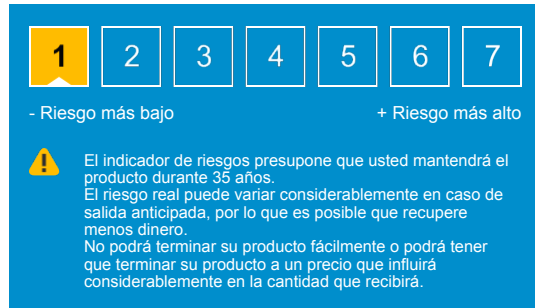 1 2 3 4 5 6 7
- Riesgo más bajo + Riesgo más alto
El indicador de riesgos presupone que usted mantendrá el
producto durante 35 años.
El riesgo real puede variar considerablemente en caso de
salida anticipada, por lo que es posible que recupere
menos dinero.
No podrá terminar su producto fácilmente o podrá tener
que terminar su producto a un precio que influirá
considerablemente en la cantidad que recibirá.